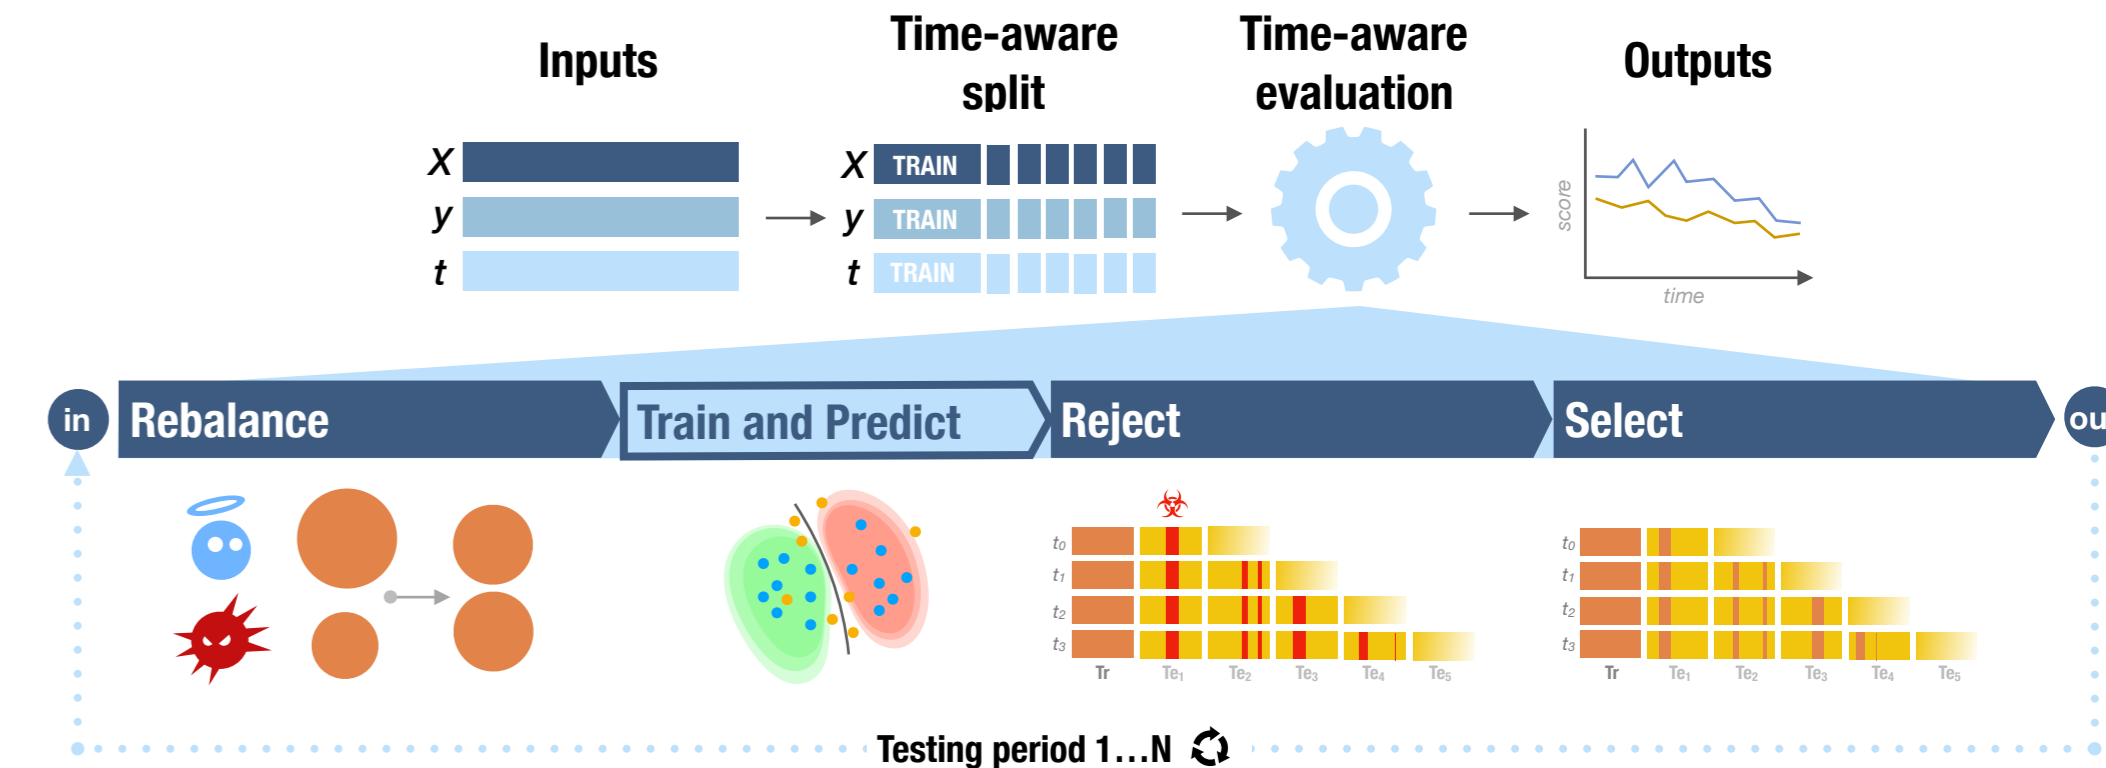 Inputs
Time-aware
split
Time-aware
evaluation
Outputs
X
y
t
X TRAIN
y TRAIN
t TRAIN
score
time
in
Rebalance
Train and Predict
Reject
Select
ou
t0
t1
t2
t3
Tr Te1 Te2 Te3 Te4 Te5
t0
t1
t2
t3
Tr Te1 Te2 Te3 Te4 Te5
Testing period 1...N